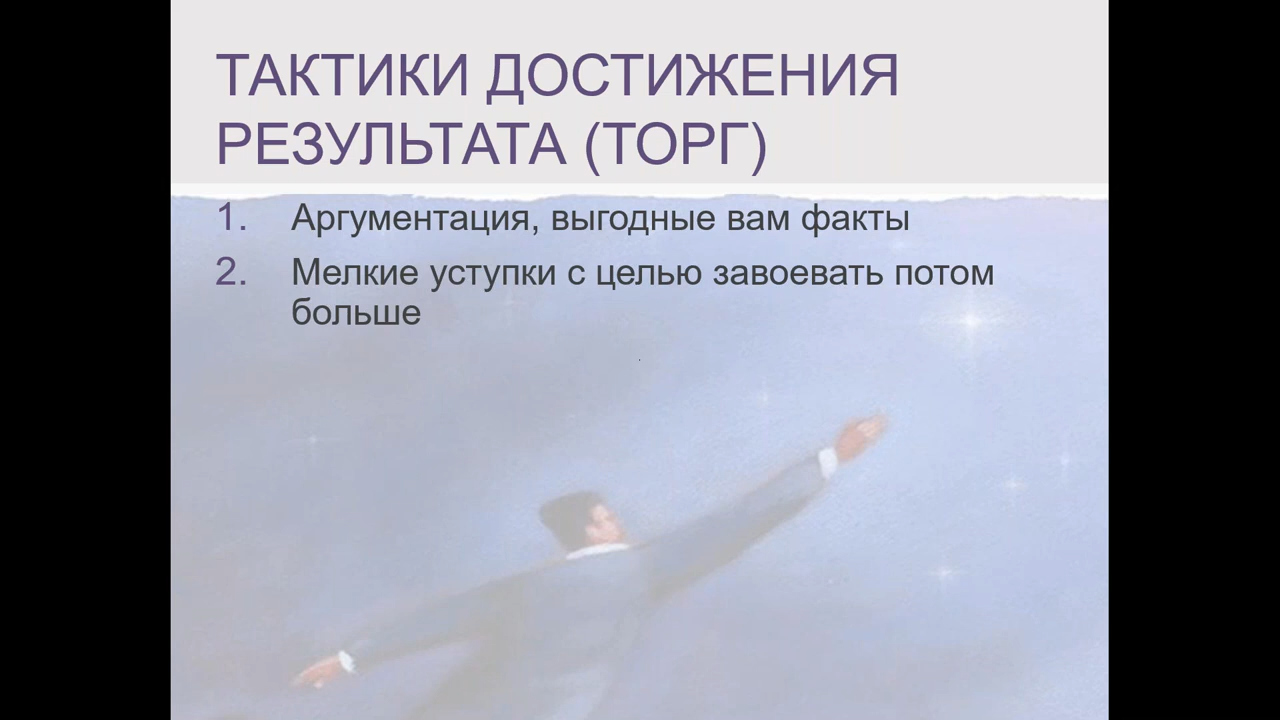 ТАКТИКИ ДОСТИЖЕНИЯ
РЕЗУЛЬТАТА (ТОРГ)
1. Аргументация, выгодные вам факты
2. Мелкие уступки с целью завоевать потом
больше